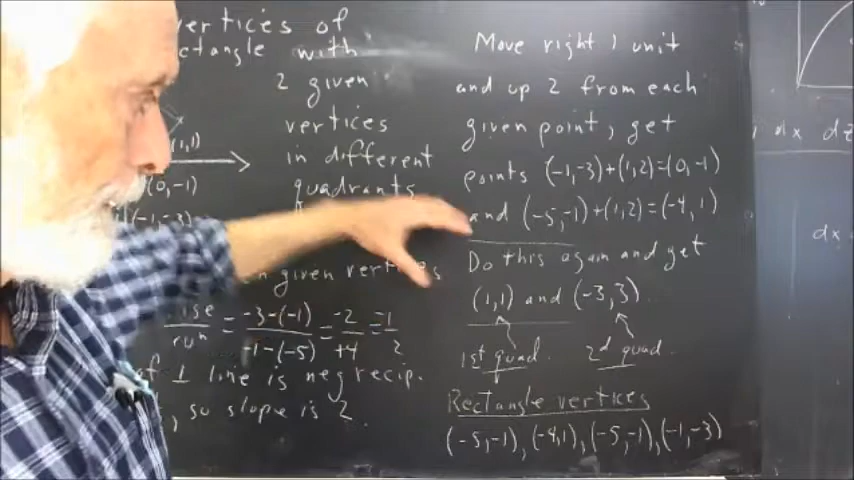 vertices of
ctangle with
2 given
vertices
in different
quadrants
(1,1)
(0,-1)
(-1,-3)
en given vertices
ise/run = -3-(-1)/-1-(-5) = -2/+4 = -1/2
of ⊥ line is neg recip.
, so slope is 2.
Move right 1 unit
and up 2 from each
given point, get
points (-1,-3)+(1,2)=(0,-1)
and (-5,-1)+(1,2)=(-4,1)
Do this again and get
(1,1) and (-3,3).
1st quad. 2d quad.
Rectangle vertices
(-5,-1), (-4,1), (-5,-1), (-1,-3)
dx dz
dx